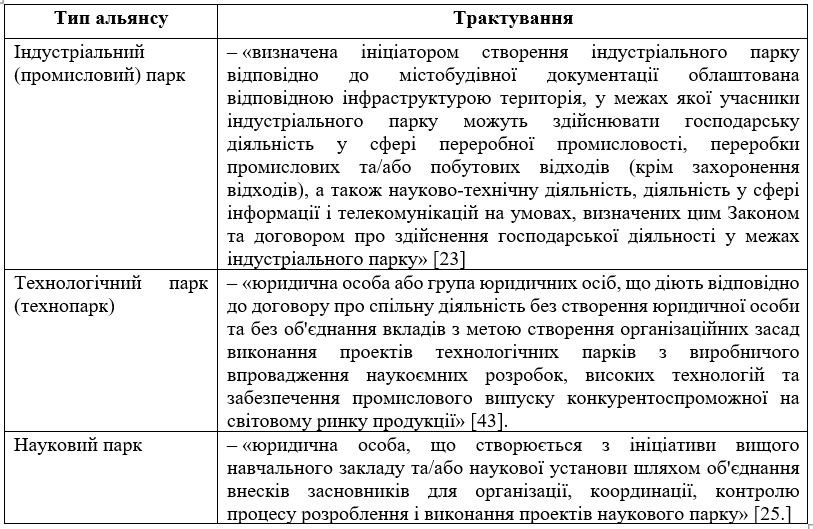 Тип альянсу
Трактування
Індустріальний
(промисловий) парк
– «визначена ініціатором створення індустріального парку
відповідно до містобудівної документації облаштована
відповідною інфраструктурою територія, у межах якої учасники
індустріального парку можуть здійснювати господарську
діяльність у сфері переробної промисловості, переробки
промислових та/або побутових відходів (крім захоронення
відходів), а також науково-технічну діяльність, діяльність у сфері
інформації і телекомунікацій на умовах, визначених цим Законом
та договором про здійснення господарської діяльності у межах
індустріального парку» [23]
Технологічний парк
(технопарк)
– «юридична особа або група юридичних осіб, що діють відповідно
до договору про спільну діяльність без створення юридичної особи
та без об'єднання вкладів з метою створення організаційних засад
виконання проектів технологічних парків з виробничого
впровадження наукоємних розробок, високих технологій та
забезпечення промислового випуску конкурентоспроможної на
світовому ринку продукції» [43].
Науковий парк
– «юридична особа, що створюється з ініціативи вищого
навчального закладу та/або наукової установи шляхом об'єднання
внесків засновників для організації, координації, контролю
процесу розроблення і виконання проектів наукового парку» [25.]